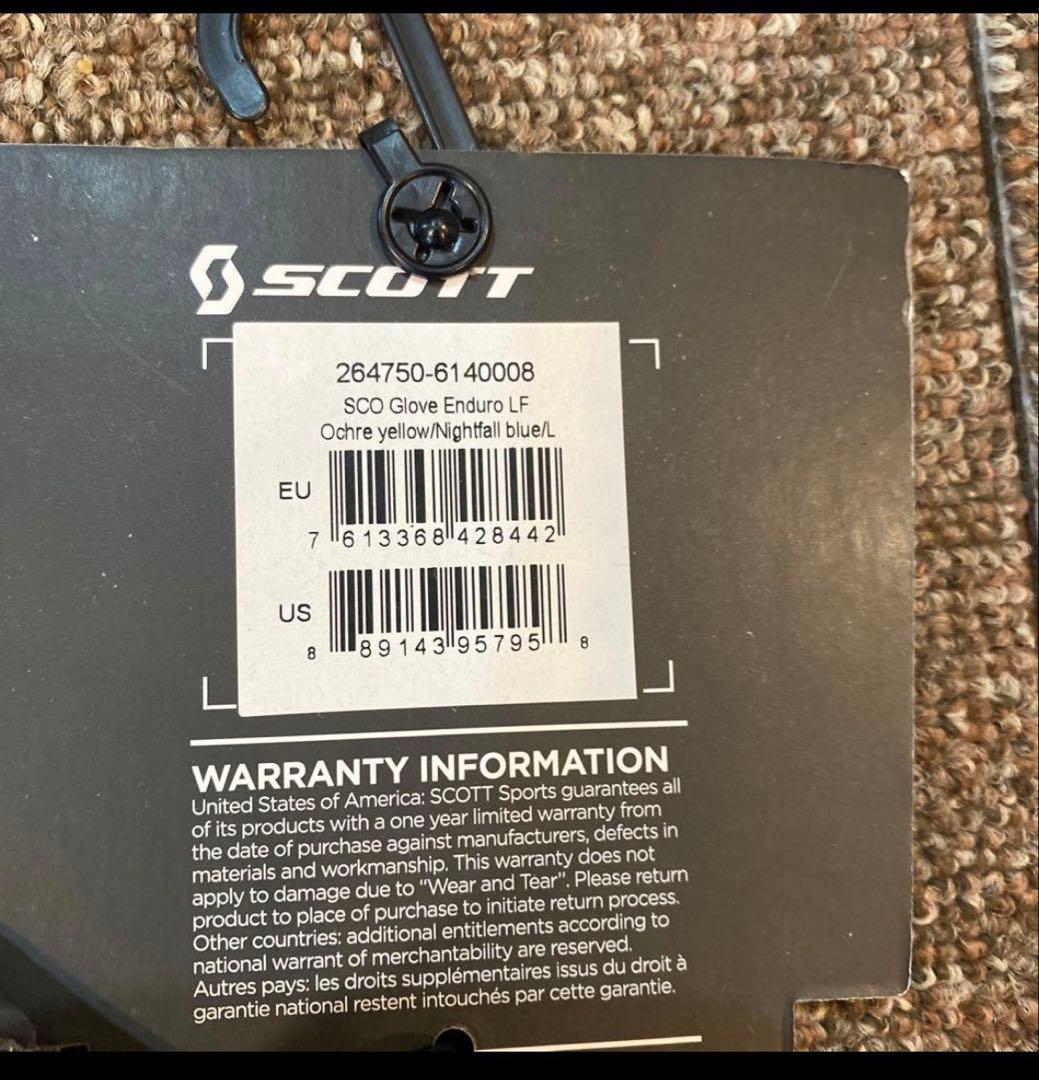 SCOTT
264750-6140008
SCO Glove Enduro LF
Ochre yellow/Nightfall blue/L
EU
7 613368 428442
US
8 89143 95795 8
WARRANTY INFORMATION
United States of America: SCOTT Sports guarantees all
of its products with a one year limited warranty from
the date of purchase against manufacturers, defects in
materials and workmanship. This warranty does not
apply to damage due to “Wear and Tear”. Please return
product to place of purchase to initiate return process.
Other countries: additional entitlements according to
national warrant of merchantability are reserved.
Autres pays: les droits supplémentaires issus du droit à
garantie national restent intouchés par cette garantie.